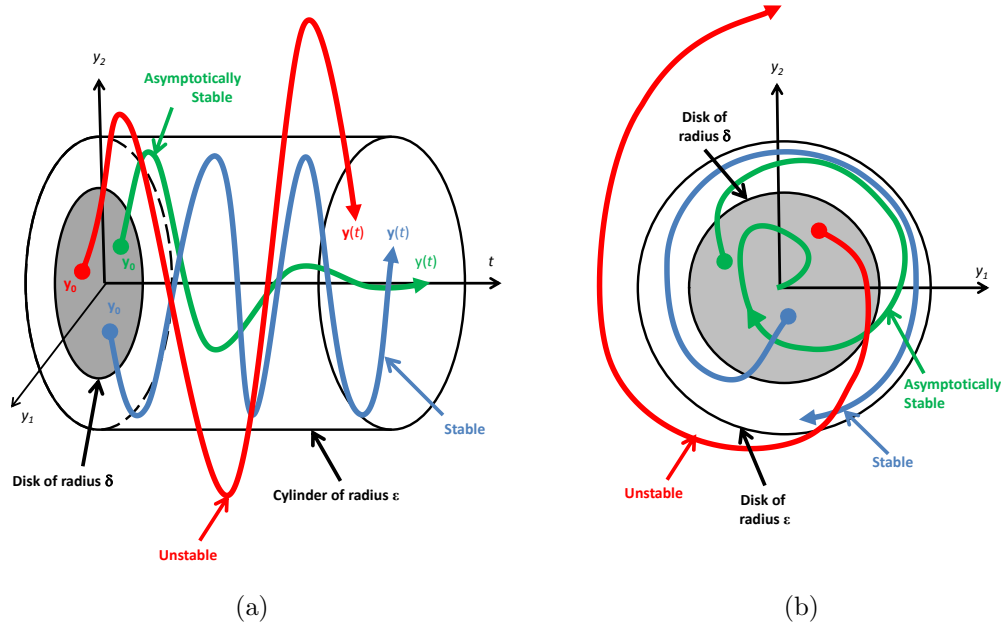 y₂
Asymptotically
Stable
y₀
y₀
y₀
y(t)
y(t)
y(t)
t
y₁
Stable
Disk of radius δ
Cylinder of radius ε
Unstable
(a)
y₂
Disk of
radius δ
y₁
Asymptotically
Stable
Stable
Unstable
Disk of
radius ε
(b)